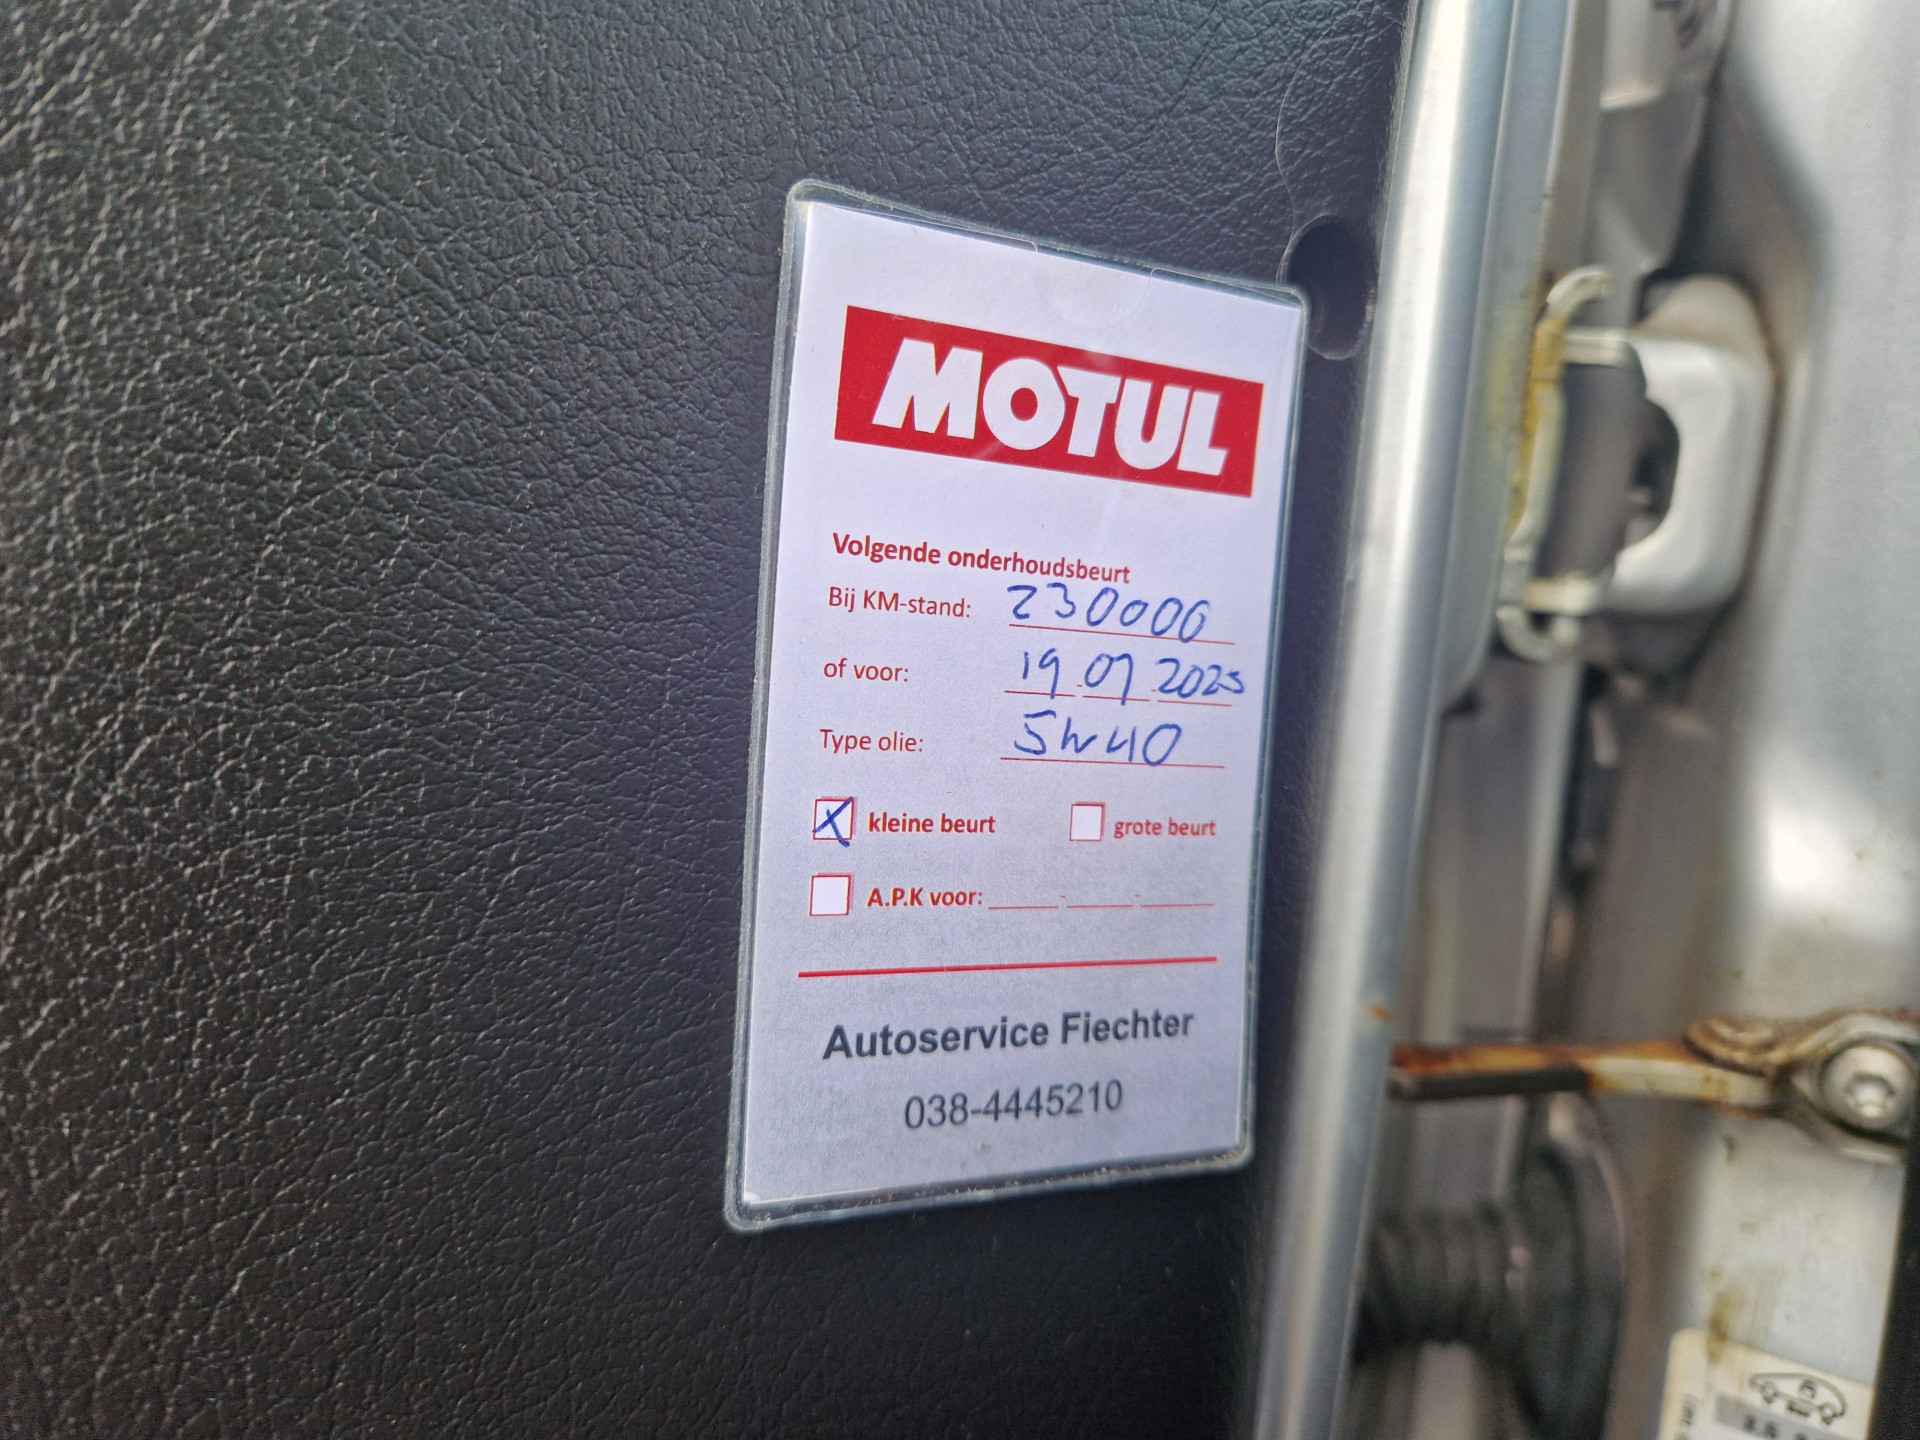 MOTUL
Volgende onderhoudsbeurt
Bij KM-stand: 230000
of voor: 19-07-2025
Type olie: 5w40
X kleine beurt grote beurt
A.P.K voor: - -
Autoservice Fiechter
038-4445210